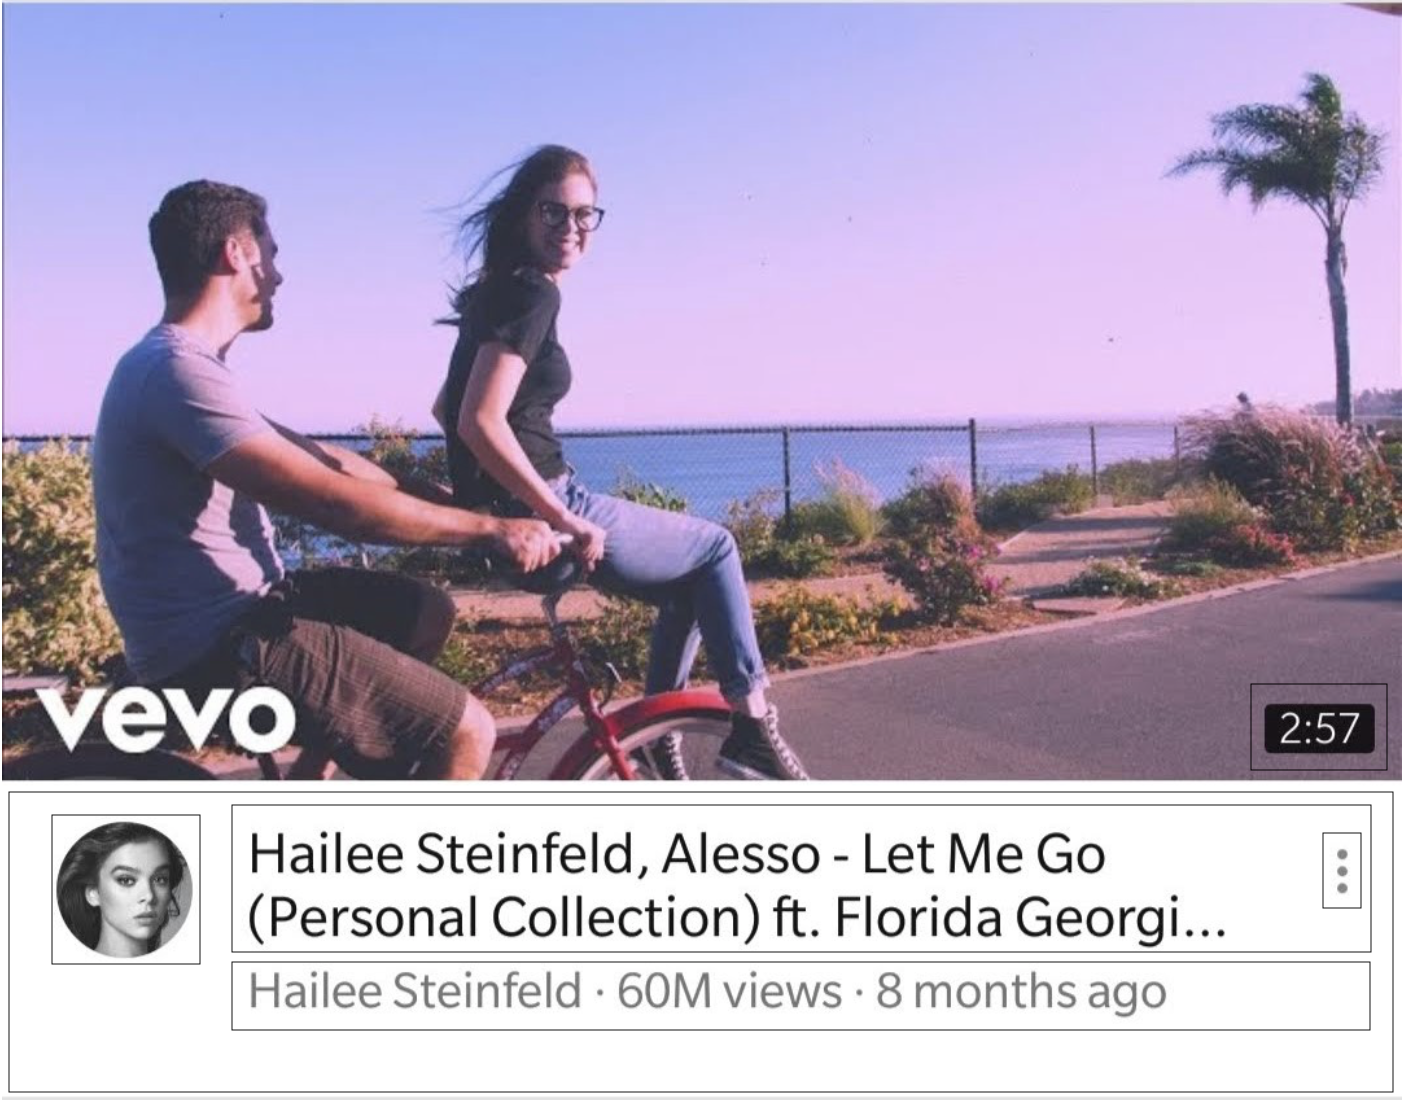 vevo
2:57
Hailee Steinfeld, Alesso - Let Me Go
(Personal Collection) ft. Florida Georgi...
Hailee Steinfeld · 60M views · 8 months ago